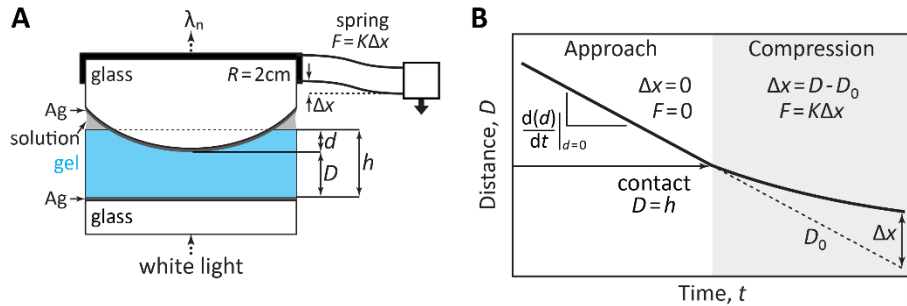 A
λn
spring
F=KΔx
glass
R=2cm
Δx
Ag
solution
gel
d
D
h
Ag
glass
white light
B
Approach
Compression
Δx=0
F=0
Δx=D-D0
F=KΔx
d(d)
dt
d=0
contact
D=h
D0
Δx
Distance, D
Time, t